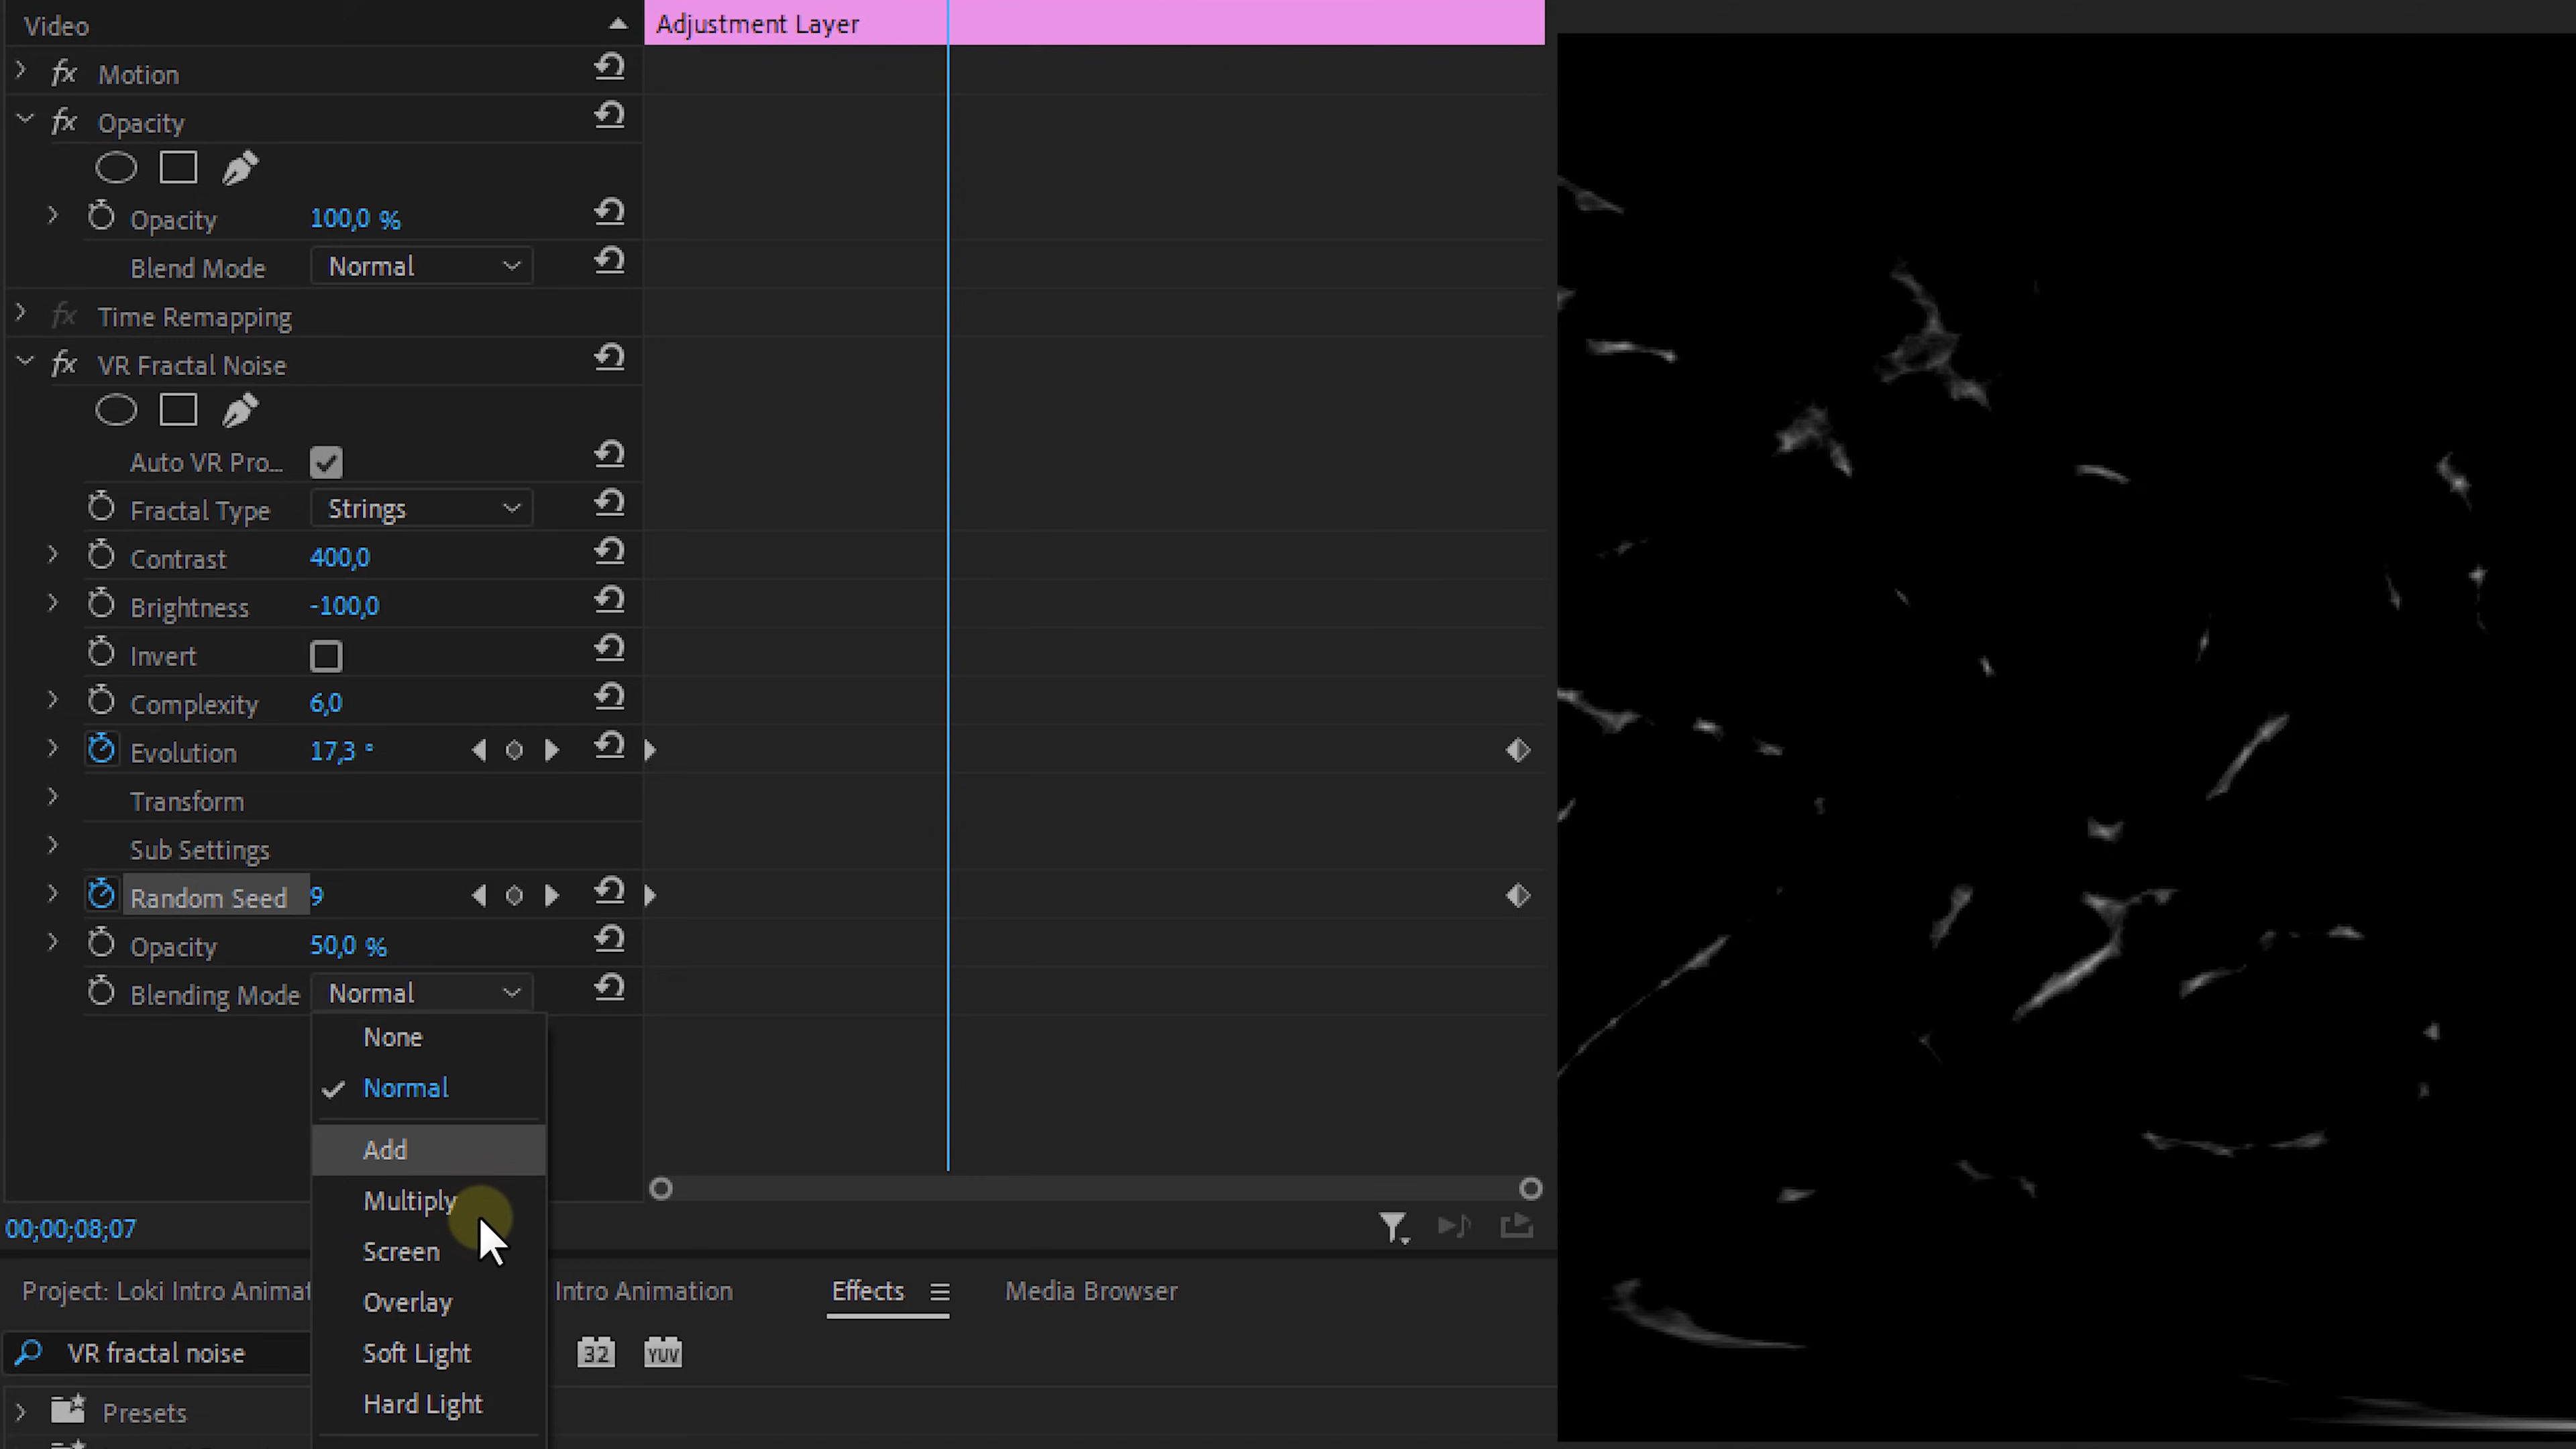 Video Adjustment Layer
fx Motion
fx Opacity
Opacity 100,0 %
Blend Mode Normal
fx Time Remapping
fx VR Fractal Noise
Auto VR Pro...
Fractal Type Strings
Contrast 400,0
Brightness -100,0
Invert
Complexity 6,0
Evolution 17,3 °
Transform
Sub Settings
Random Seed 9
Opacity 50,0 %
Blending Mode Normal
None
Normal
Add
Multiply
00;00;08;07
Screen
Project: Loki Intro Animat Intro Animation Effects Media Browser
Overlay
VR fractal noise Soft Light 32 YUV
Presets Hard Light